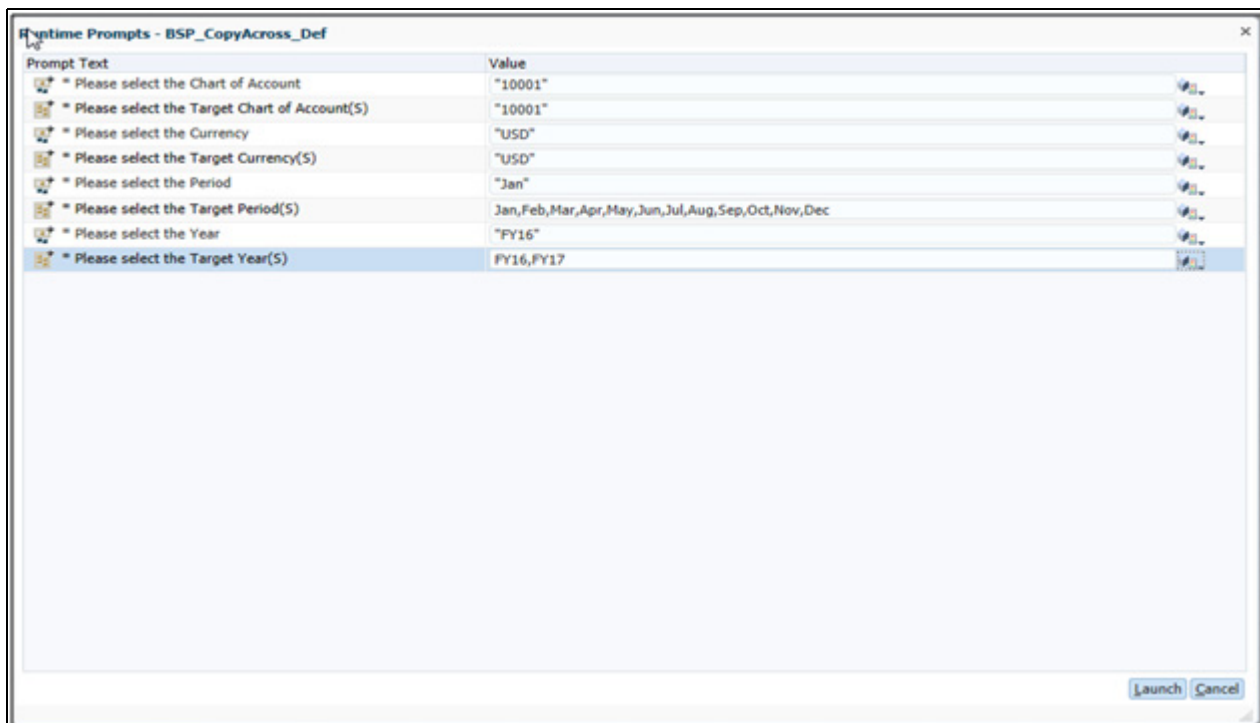 Runtime Prompts - BSP_CopyAcross_Def
Prompt Text Value
* Please select the Chart of Account "10001"
* Please select the Target Chart of Account(S) "10001"
* Please select the Currency "USD"
* Please select the Target Currency(S) "USD"
* Please select the Period "Jan"
* Please select the Target Period(S) Jan,Feb,Mar,Apr,May,Jun,Jul,Aug,Sep,Oct,Nov,Dec
* Please select the Year "FY16"
* Please select the Target Year(S) FY16,FY17
Launch Cancel